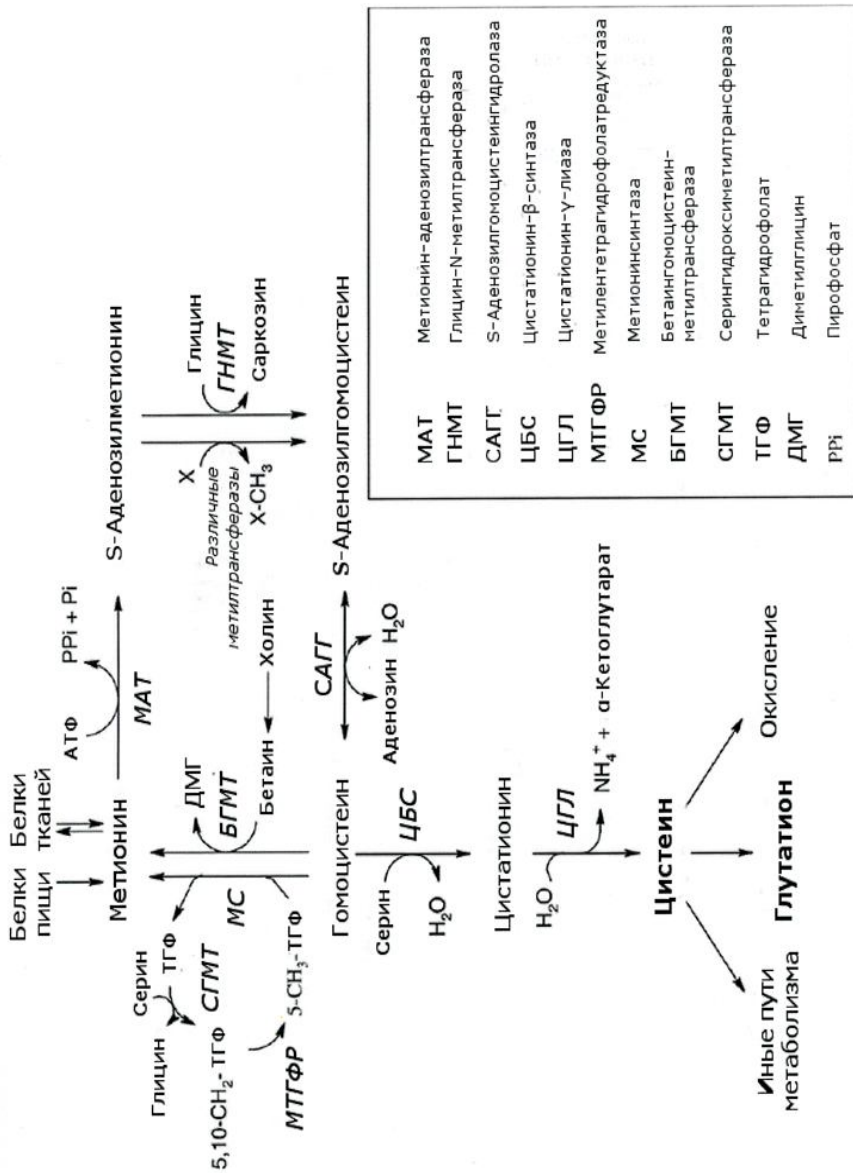 Белки
пищи
Белки
тканей
Метионин
АТФ
PPi + Pi
МАТ
S-Аденозилметионин
Серин
Глицин
ТГФ
СГМТ
5,10-CH₂- ТГФ
МТГФР
5-CH₃-ТГФ
МС
ДМГ
БГМТ
Бетаин
Холин
X
Различные
метилтрансферазы
X-CH₃
Глицин
ГНМТ
Саркозин
Гомоцистеин
САГГ
Аденозин
H₂O
S-Аденозилгомоцистеин
Серин
ЦБС
H₂O
Цистатионин
H₂O
ЦГЛ
NH₄⁺ + α-Кетоглутарат
Цистеин
Иные пути
метаболизма
Глутатион
Окисление
МАТ Метионин-аденозилтрансфераза
ГНМТ Глицин-N-метилтрансфераза
САГГ S-Аденозилгомоцистеингидролаза
ЦБС Цистатионин-β-синтаза
ЦГЛ Цистатионин-γ-лиаза
МТГФР Метилентетрагидрофолатредуктаза
МС Метионинсинтаза
БГМТ Бетаингомоцистеин-
метилтрансфераза
СГМТ Серингидроксиметилтрансфераза
ТГФ Тетрагидрофолат
ДМГ Диметилглицин
PPi Пирофосфат